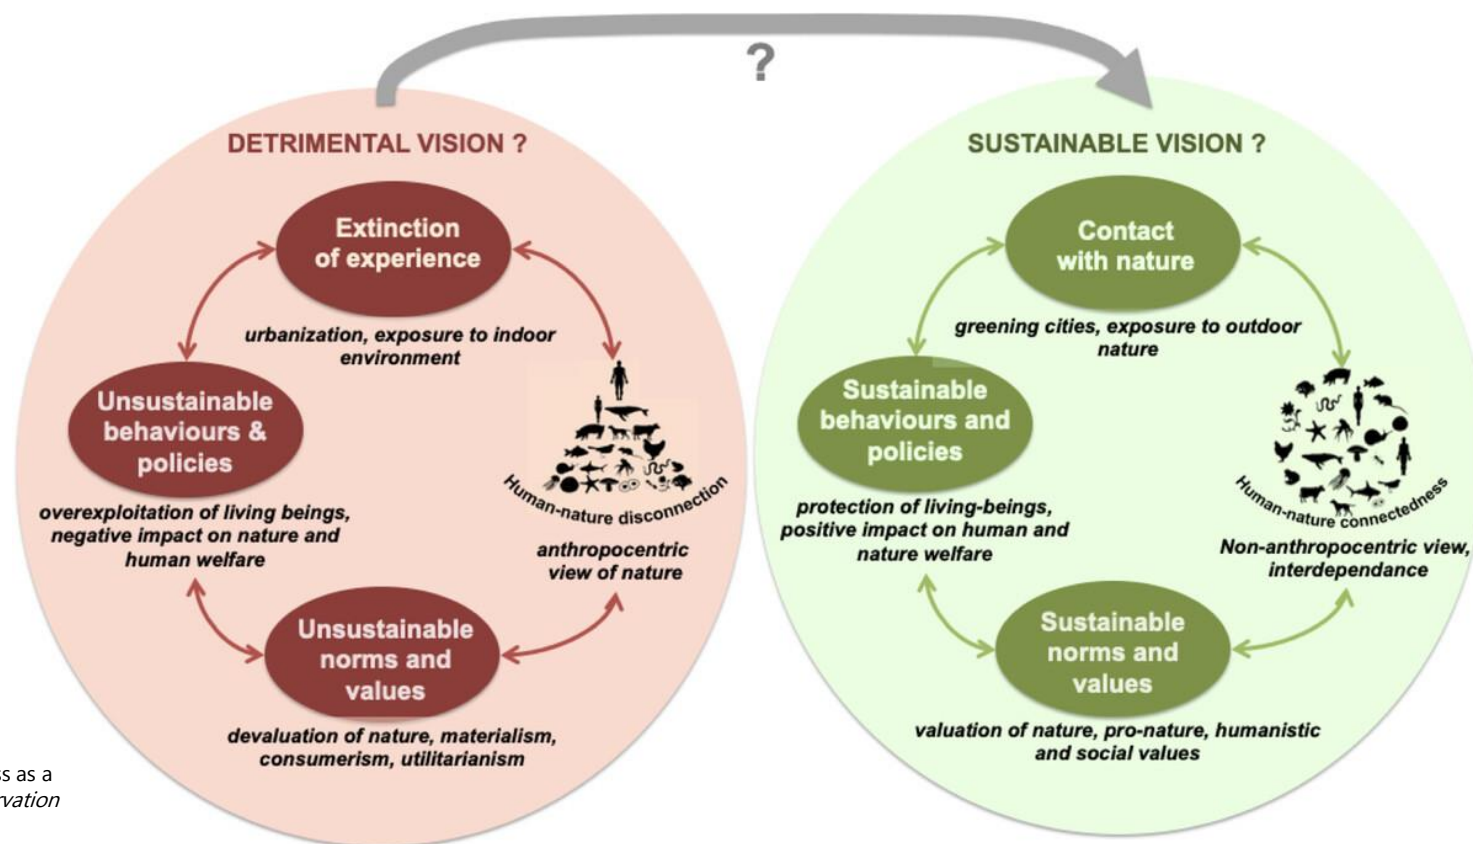 ?
DETRIMENTAL VISION ?
Extinction
of experience
urbanization, exposure to indoor
environment
Unsustainable
behaviours &
policies
overexploitation of living beings,
negative impact on nature and
human welfare
Human-nature disconnection
anthropocentric
view of nature
Unsustainable
norms and
values
devaluation of nature, materialism,
consumerism, utilitarianism
SUSTAINABLE VISION ?
Contact
with nature
greening cities, exposure to outdoor
nature
Sustainable
behaviours and
policies
protection of living-beings,
positive impact on human and
nature welfare
Human-nature connectedness
Non-anthropocentric view,
interdependance
Sustainable
norms and
values
valuation of nature, pro-nature, humanistic
and social values
as a